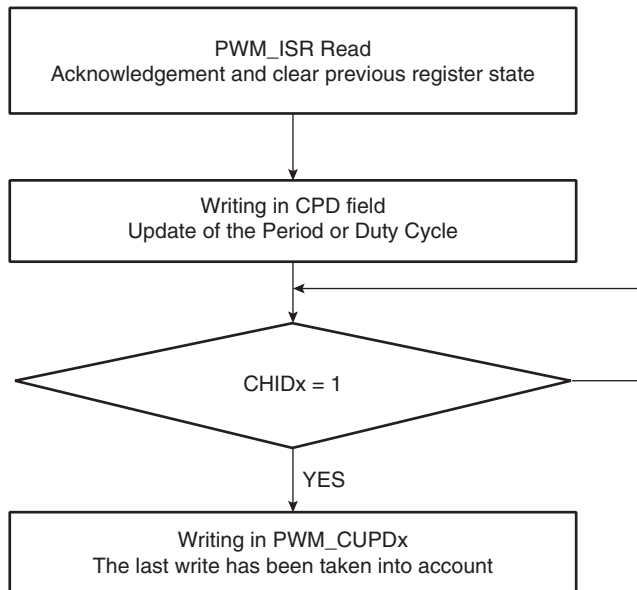 PWM_ISR Read
Acknowledgement and clear previous register state
Writing in CPD field
Update of the Period or Duty Cycle
CHIDx = 1
YES
Writing in PWM_CUPDx
The last write has been taken into account